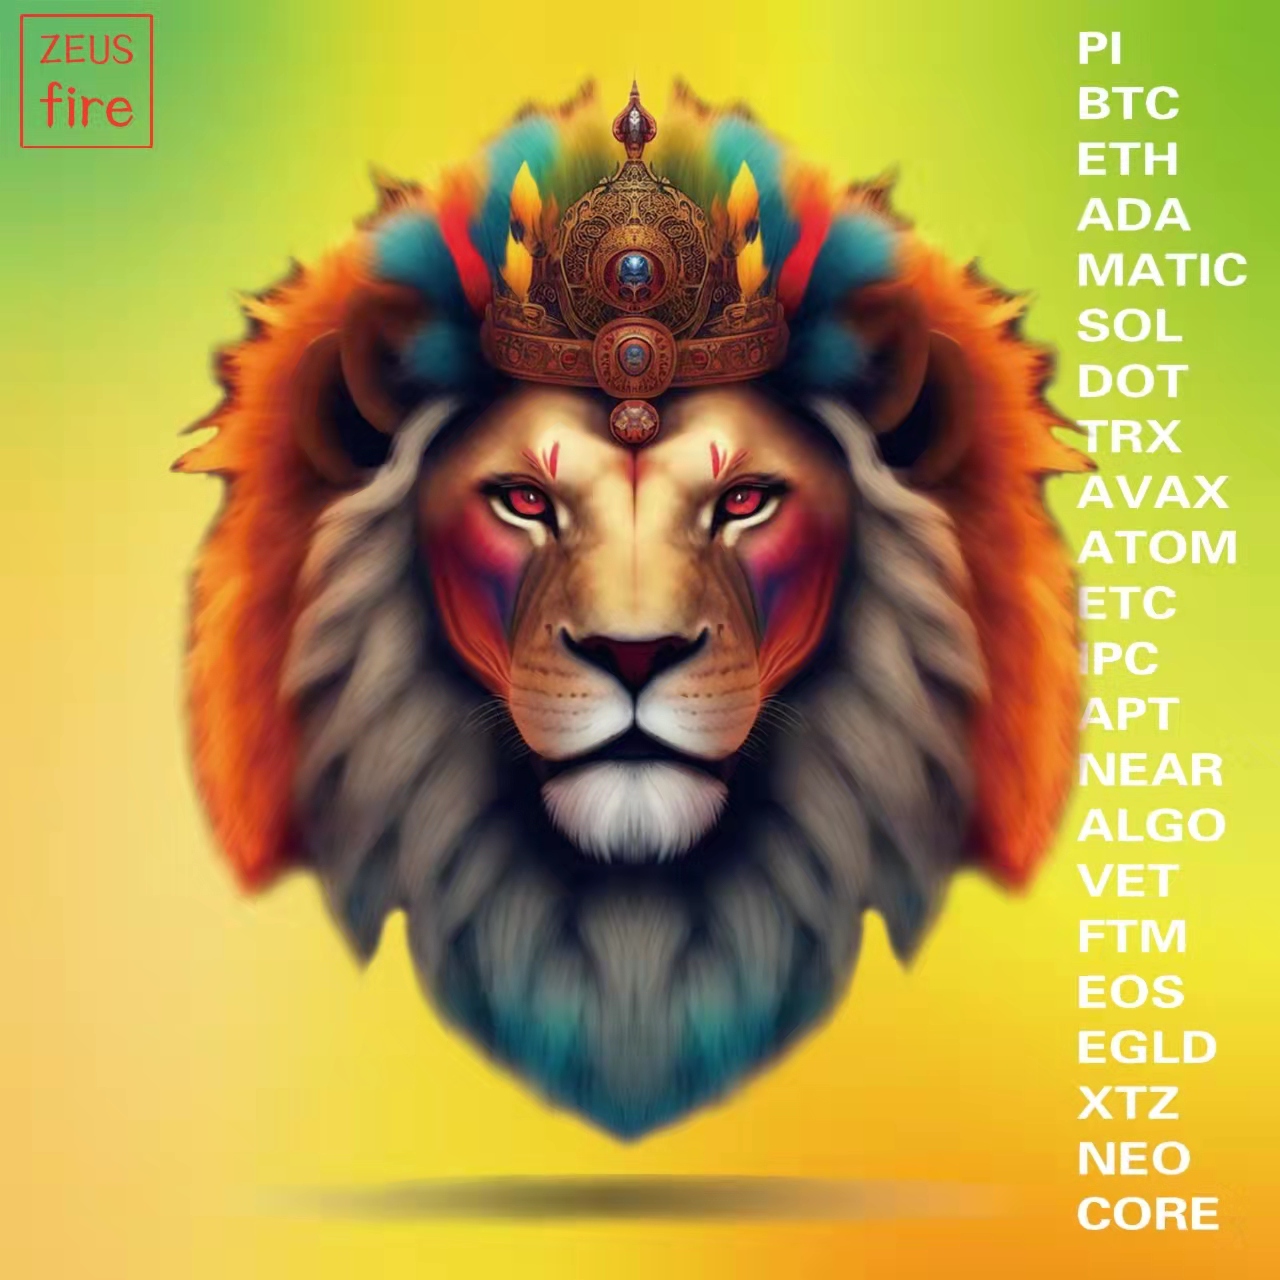 ZEUS
fire
PI
BTC
ETH
ADA
MATIC
SOL
DOT
TRX
AVAX
ATOM
ETC
IPC
APT
NEAR
ALGO
VET
FTM
EOS
EGLD
XTZ
NEO
CORE